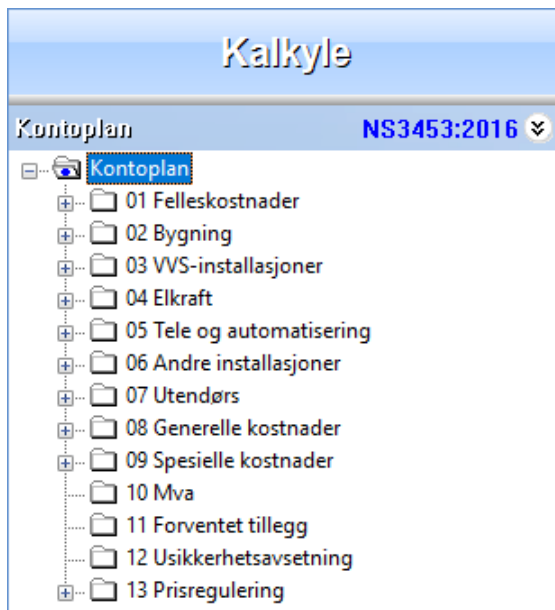 Kalkyle
Kontoplan NS3453:2016
Kontoplan
01 Felleskostnader
02 Bygning
03 VVS-installasjoner
04 Elkraft
05 Tele og automatisering
06 Andre installasjoner
07 Utendørs
08 Generelle kostnader
09 Spesielle kostnader
10 Mva
11 Forventet tillegg
12 Usikkerhetsavsetning
13 Prisregulering